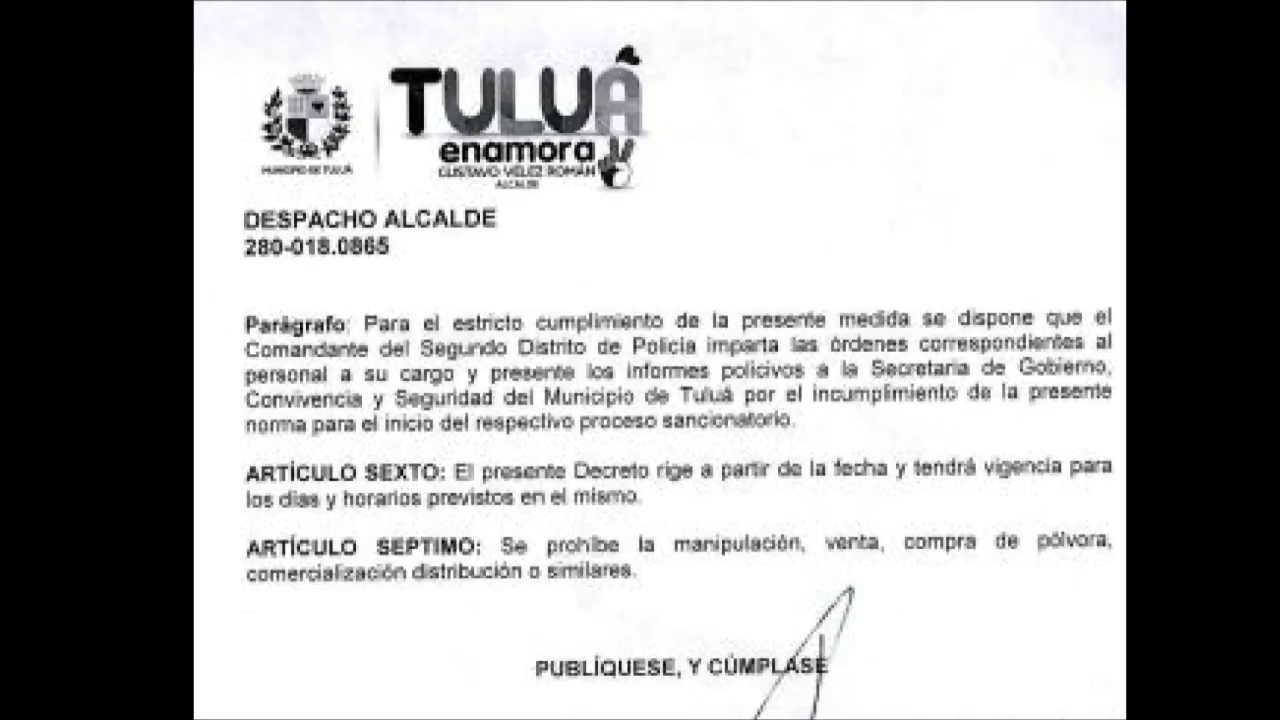 MUNICIPIO DE TULUÁ
TULUÁ
enamora
GUSTAVO VÉLEZ ROMÁN
ALCALDE
DESPACHO ALCALDE
280-018.0865
Parágrafo: Para el estricto cumplimiento de la presente medida se dispone que el
Comandante del Segundo Distrito de Policía imparta las órdenes correspondientes al
personal a su cargo y presente los informes policivos a la Secretaria de Gobierno,
Convivencia y Seguridad del Municipio de Tuluá por el incumplimiento de la presente
norma para el inicio del respectivo proceso sancionatorio.
ARTÍCULO SEXTO: El presente Decreto rige a partir de la fecha y tendrá vigencia para
los días y horarios previstos en el mismo.
ARTÍCULO SEPTIMO: Se prohíbe la manipulación, venta, compra de pólvora,
comercialización distribución o similares.
PUBLÍQUESE, Y CÚMPLASE